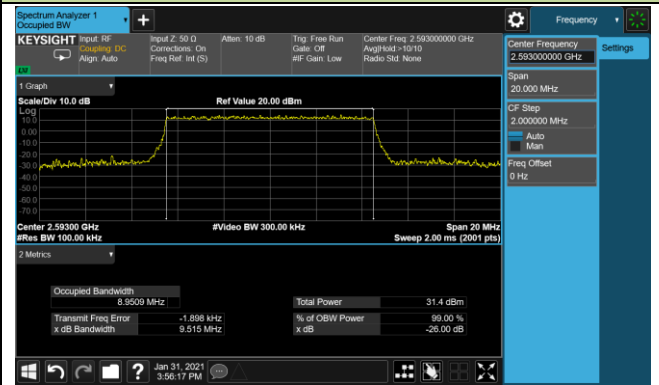 Spectrum Analyzer 1
Occupied BW
Frequency
KEYSIGHT
Input: RF
Coupling: DC
Align: Auto
Input Z: 50 Ω
Corrections: On
Freq Ref: Int (S)
Atten: 10 dB
Trig: Free Run
Gate: Off
#IF Gain: Low
Center Freq: 2.593000000 GHz
Avg|Hold:>10/10
Radio Std: None
Center Frequency
2.593000000 GHz
Settings
Span
20.000 MHz
CF Step
2.000000 MHz
Auto
Man
Freq Offset
0 Hz
1 Graph
Scale/Div 10.0 dB
Ref Value 20.00 dBm
Log
10.0
0.00
-10.0
-20.0
-30.0
-40.0
-50.0
-60.0
-70.0
Center 2.59300 GHz
#Video BW 300.00 kHz
Span 20 MHz
#Res BW 100.00 kHz
Sweep 2.00 ms (2001 pts)
2 Metrics
Occupied Bandwidth
8.9509 MHz
Total Power
31.4 dBm
Transmit Freq Error
-1.898 kHz
% of OBW Power
99.00 %
x dB Bandwidth
9.515 MHz
x dB
-26.00 dB
Jan 31, 2021
3:56:17 PM